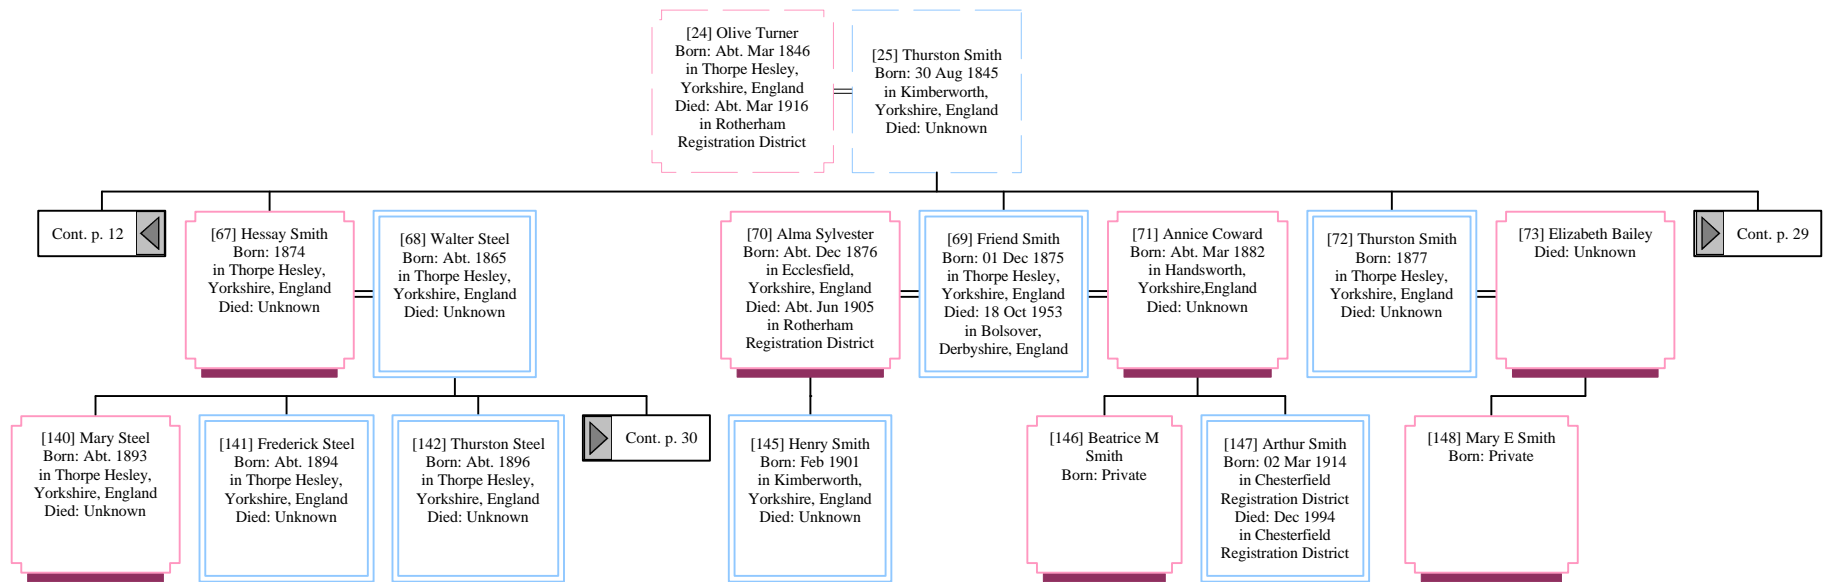 [24] Olive Turner
Born: Abt. Mar 1846
in Thorpe Hesley,
Yorkshire, England
Died: Abt. Mar 1916
in Rotherham
Registration District
[25] Thurston Smith
Born: 30 Aug 1845
in Kimberworth,
Yorkshire, England
Died: Unknown
Cont. p. 12
[67] Hessay Smith
Born: 1874
in Thorpe Hesley,
Yorkshire, England
Died: Unknown
[68] Walter Steel
Born: Abt. 1865
in Thorpe Hesley,
Yorkshire, England
Died: Unknown
[70] Alma Sylvester
Born: Abt. Dec 1876
in Ecclesfield,
Yorkshire, England
Died: Abt. Jun 1905
in Rotherham
Registration District
[69] Friend Smith
Born: 01 Dec 1875
in Thorpe Hesley,
Yorkshire, England
Died: 18 Oct 1953
in Bolsover,
Derbyshire, England
[71] Annice Coward
Born: Abt. Mar 1882
in Handsworth,
Yorkshire,England
Died: Unknown
[72] Thurston Smith
Born: 1877
in Thorpe Hesley,
Yorkshire, England
Died: Unknown
[73] Elizabeth Bailey
Died: Unknown
Cont. p. 29
[140] Mary Steel
Born: Abt. 1893
in Thorpe Hesley,
Yorkshire, England
Died: Unknown
[141] Frederick Steel
Born: Abt. 1894
in Thorpe Hesley,
Yorkshire, England
Died: Unknown
[142] Thurston Steel
Born: Abt. 1896
in Thorpe Hesley,
Yorkshire, England
Died: Unknown
Cont. p. 30
[145] Henry Smith
Born: Feb 1901
in Kimberworth,
Yorkshire, England
Died: Unknown
[146] Beatrice M
Smith
Born: Private
[147] Arthur Smith
Born: 02 Mar 1914
in Chesterfield
Registration District
Died: Dec 1994
in Chesterfield
Registration District
[148] Mary E Smith
Born: Private